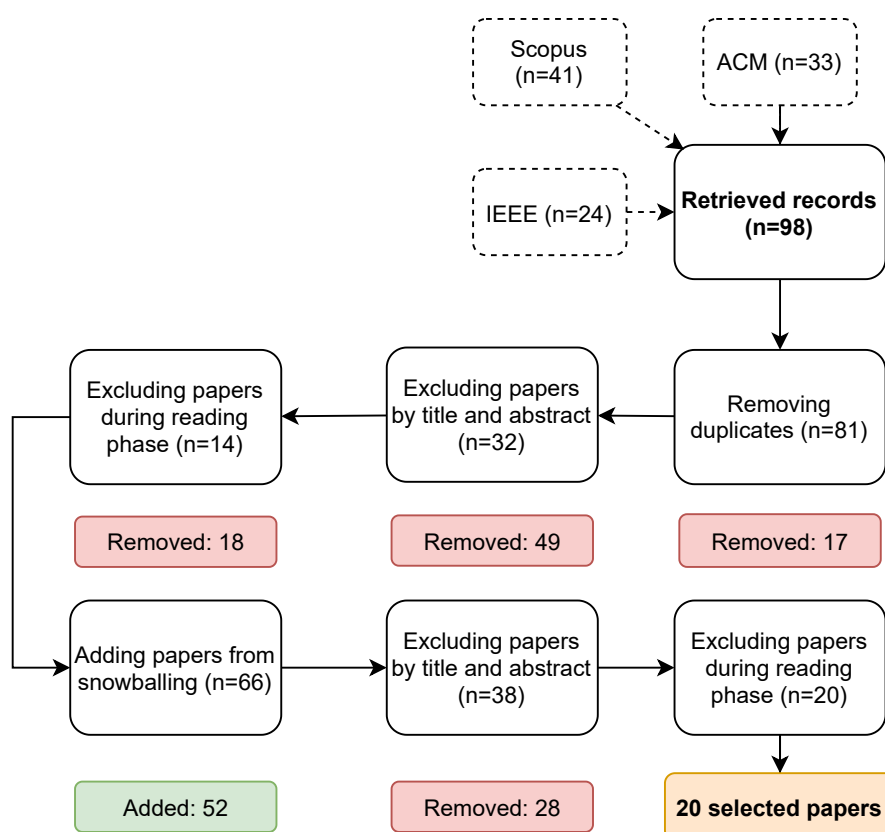 Scopus
(n=41)
ACM (n=33)
IEEE (n=24)
Retrieved records
(n=98)
Excluding papers
during reading
phase (n=14)
Excluding papers
by title and abstract
(n=32)
Removing
duplicates (n=81)
Removed: 18
Removed: 49
Removed: 17
Adding papers from
snowballing (n=66)
Excluding papers
by title and abstract
(n=38)
Excluding papers
during reading
phase (n=20)
Added: 52
Removed: 28
20 selected papers